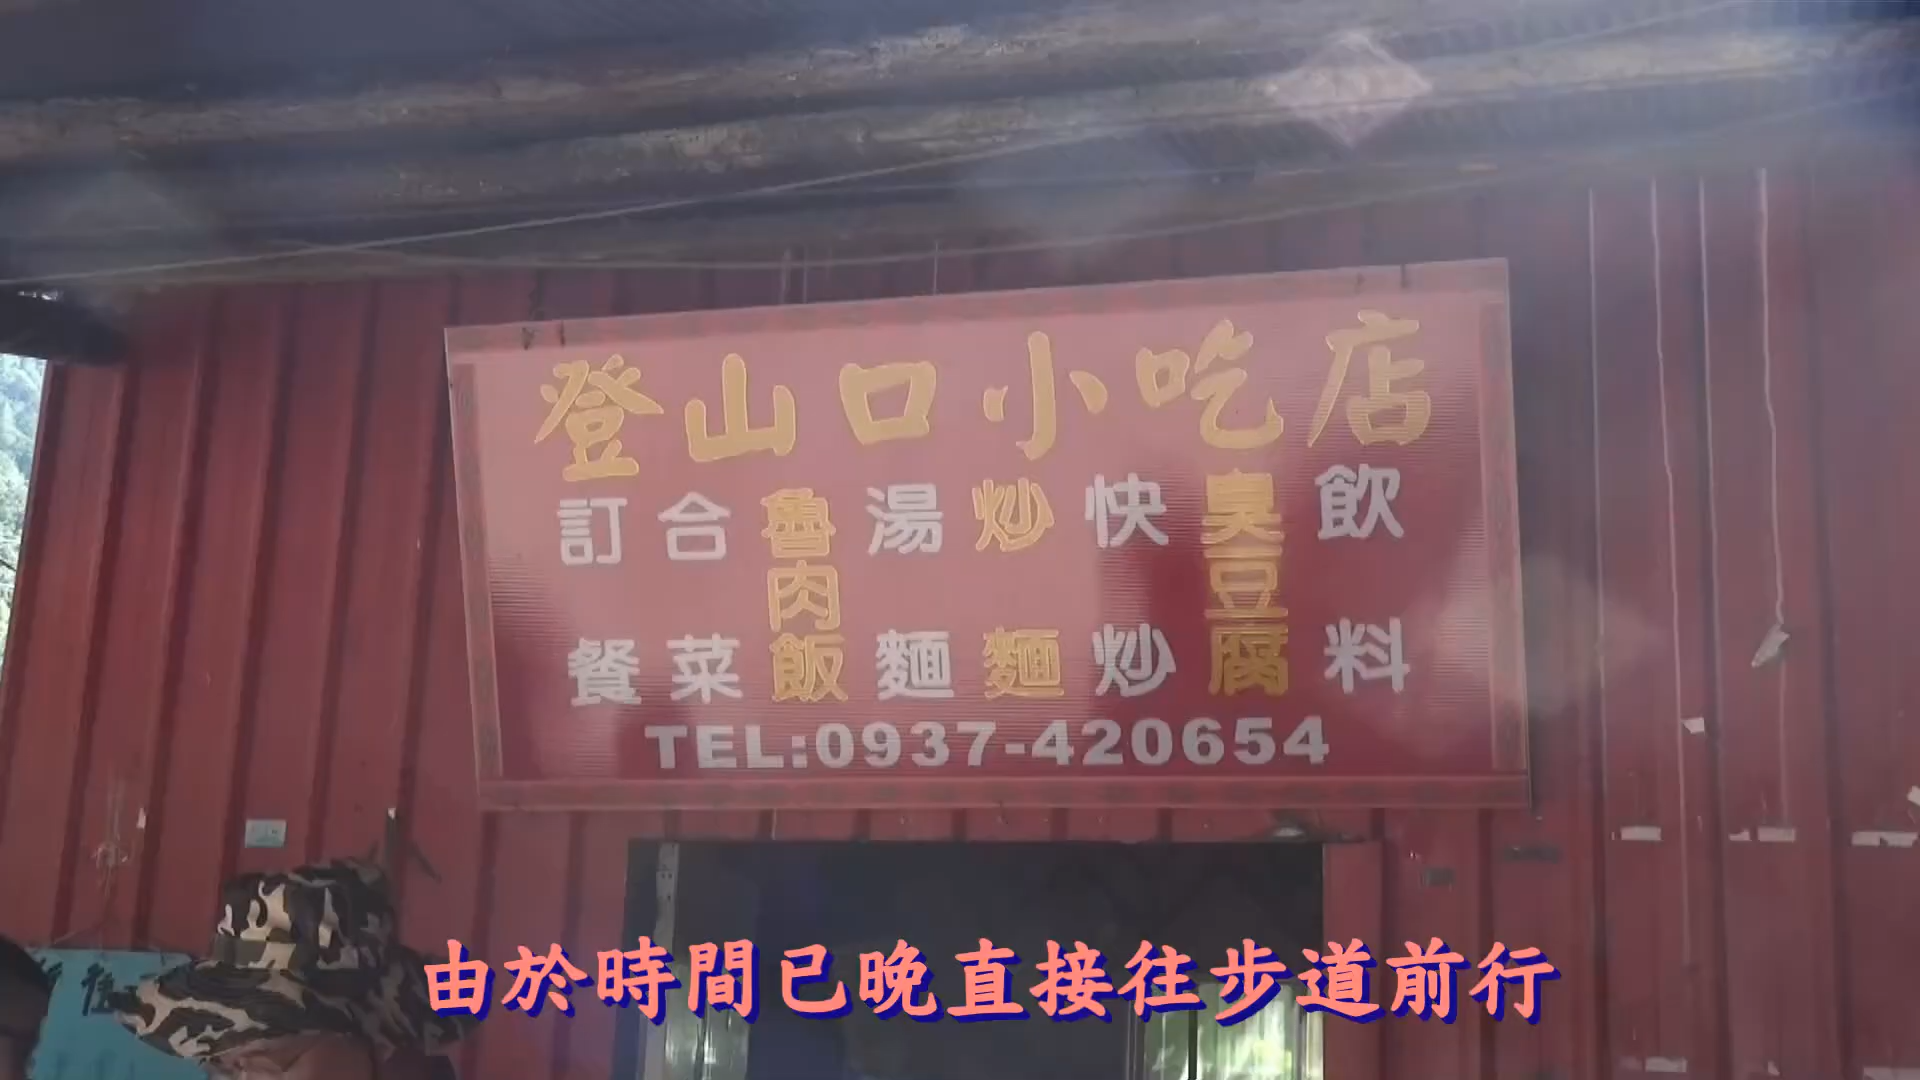 登山口小吃店
訂餐 合菜 魯肉飯 湯麵 炒麵 快炒 臭豆腐 飲料
TEL:0937-420654
由於時間已晚直接往步道前行